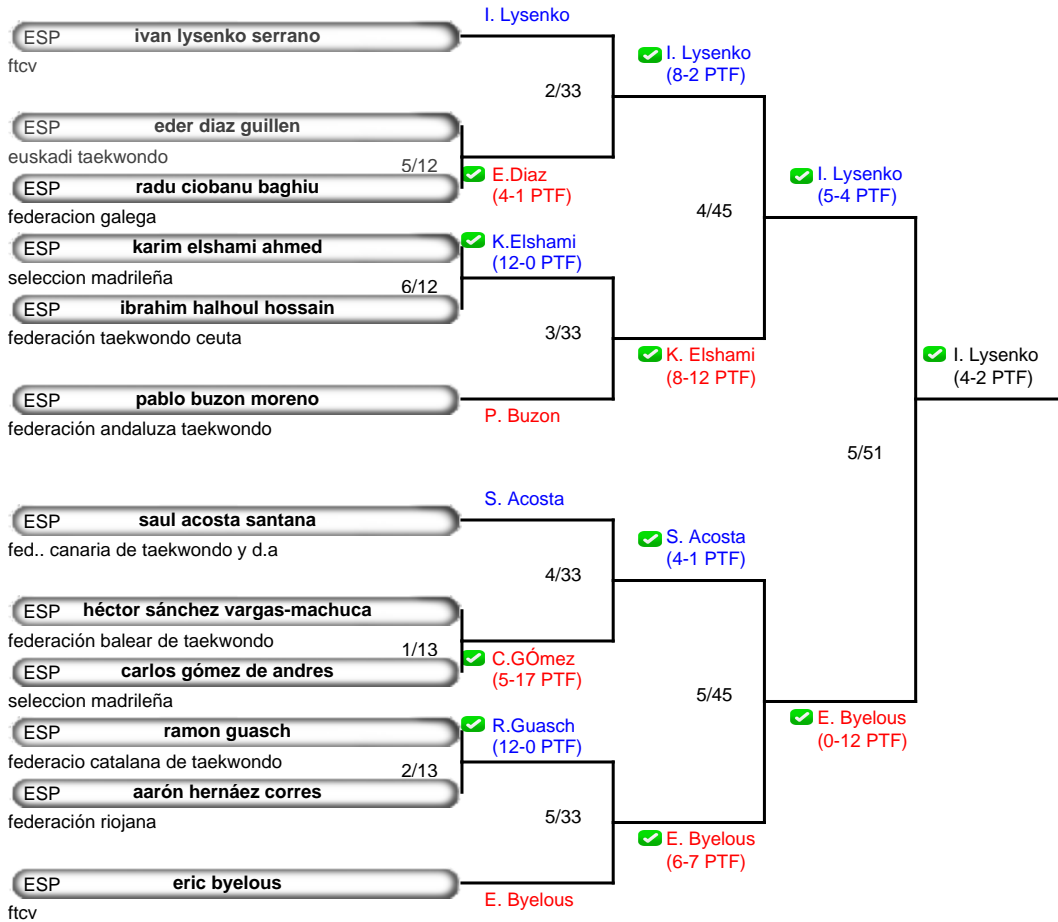 I. Lysenko
ESP ivan lysenko serrano
ftcv
I. Lysenko
(8-2 PTF)
2/33
ESP eder diaz guillen
euskadi taekwondo
5/12
E.Diaz
(4-1 PTF)
ESP radu ciobanu baghiu
federacion galega
I. Lysenko
(5-4 PTF)
4/45
ESP karim elshami ahmed
seleccion madrileña
K.Elshami
(12-0 PTF)
6/12
ESP ibrahim halhoul hossain
federación taekwondo ceuta
3/33
K. Elshami
(8-12 PTF)
I. Lysenko
(4-2 PTF)
ESP pablo buzon moreno
federación andaluza taekwondo
P. Buzon
5/51
S. Acosta
ESP saul acosta santana
fed.. canaria de taekwondo y d.a
S. Acosta
(4-1 PTF)
4/33
ESP héctor sánchez vargas-machuca
federación balear de taekwondo
1/13
C.GÓmez
(5-17 PTF)
ESP carlos gómez de andres
seleccion madrileña
5/45
E. Byelous
(0-12 PTF)
ESP ramon guasch
federacio catalana de taekwondo
R.Guasch
(12-0 PTF)
2/13
ESP aarón hernáez corres
federación riojana
5/33
E. Byelous
(6-7 PTF)
ESP eric byelous
ftcv
E. Byelous